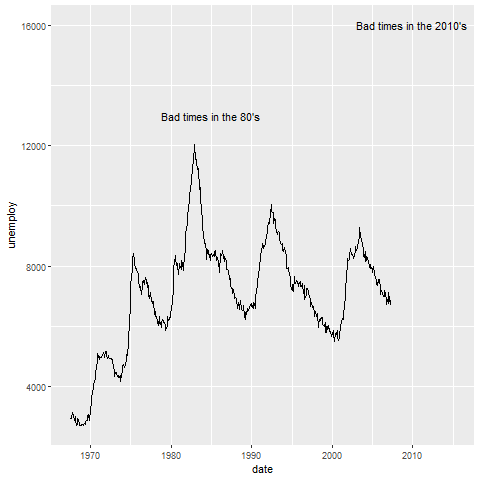 Bad times in the 2010's
16000
Bad times in the 80's
12000
unemploy
8000
4000
1970 1980 1990 2000 2010
date